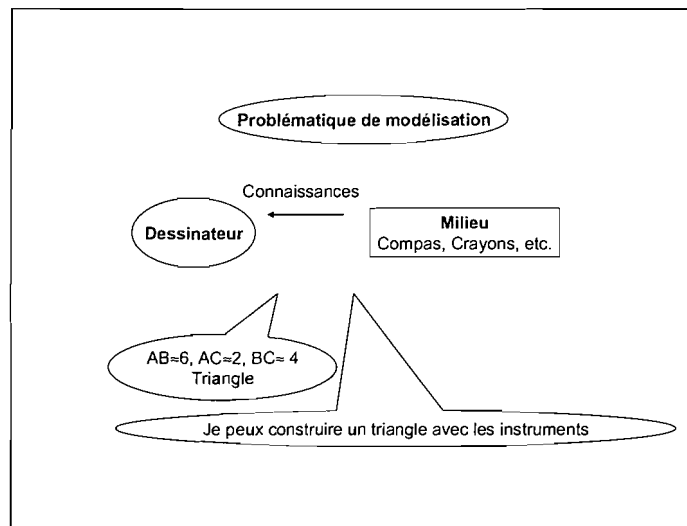 Problématique de modélisation
Connaissances
Dessinateur
Milieu
Compas, Crayons, etc.
AB≈6, AC≈2, BC≈ 4
Triangle
Je peux construire un triangle avec les instruments